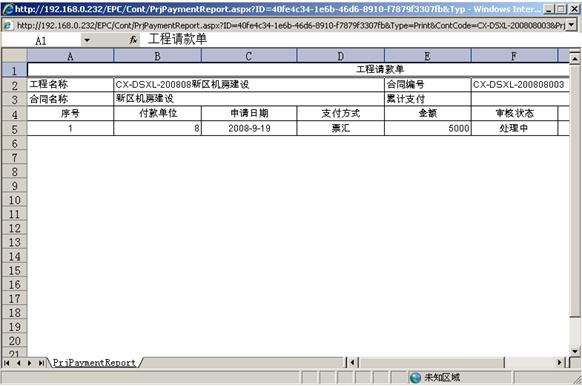 http://192.168.0.232/EPC/Cont/PrjPaymentReport.aspx?ID=40fe4c34-1e6b-46d6-8910-f7879f3307fb&Typ - Windows Inter...
http://192.168.0.232/EPC/Cont/PrjPaymentReport.aspx?ID=40fe4c34-1e6b-46d6-8910-f7879f3307fb&Type=Print&ContCode=CX-DSXL-200808003&Pr
A1 fx 工程请款单
A B C D E F
1 工程请款单
2 工程名称 CX-DSXL-200808新区机房建设 合同编号 CX-DSXL-200808003
3 合同名称 新区机房建设 累计支付
4 序号 付款单位 申请日期 支付方式 金额 审核状态
5 1 8 2008-9-19 票汇 5000 处理中
6
7
8
9
10
11
12
13
14
15
16
17
18
19
20
21
PrjPaymentReport
未知区域